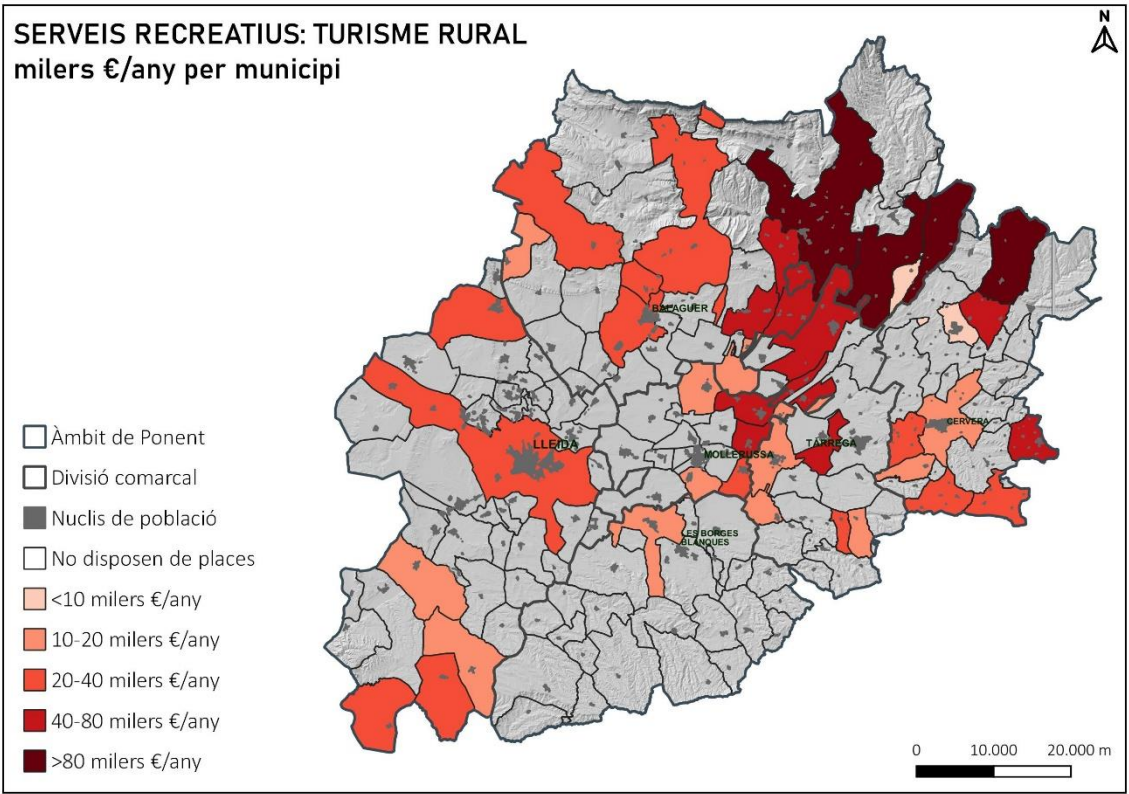 SERVEIS RECREATIUS: TURISME RURAL
milers €/any per municipi
N
BALAGUER
LLEIDA
MOLLERUSSA
TÀRREGA
CERVERA
LES BORGES
BLANQUES
Àmbit de Ponent
Divisió comarcal
Nuclis de població
No disposen de places
<10 milers €/any
10-20 milers €/any
20-40 milers €/any
40-80 milers €/any
>80 milers €/any
0 10.000 20.000 m